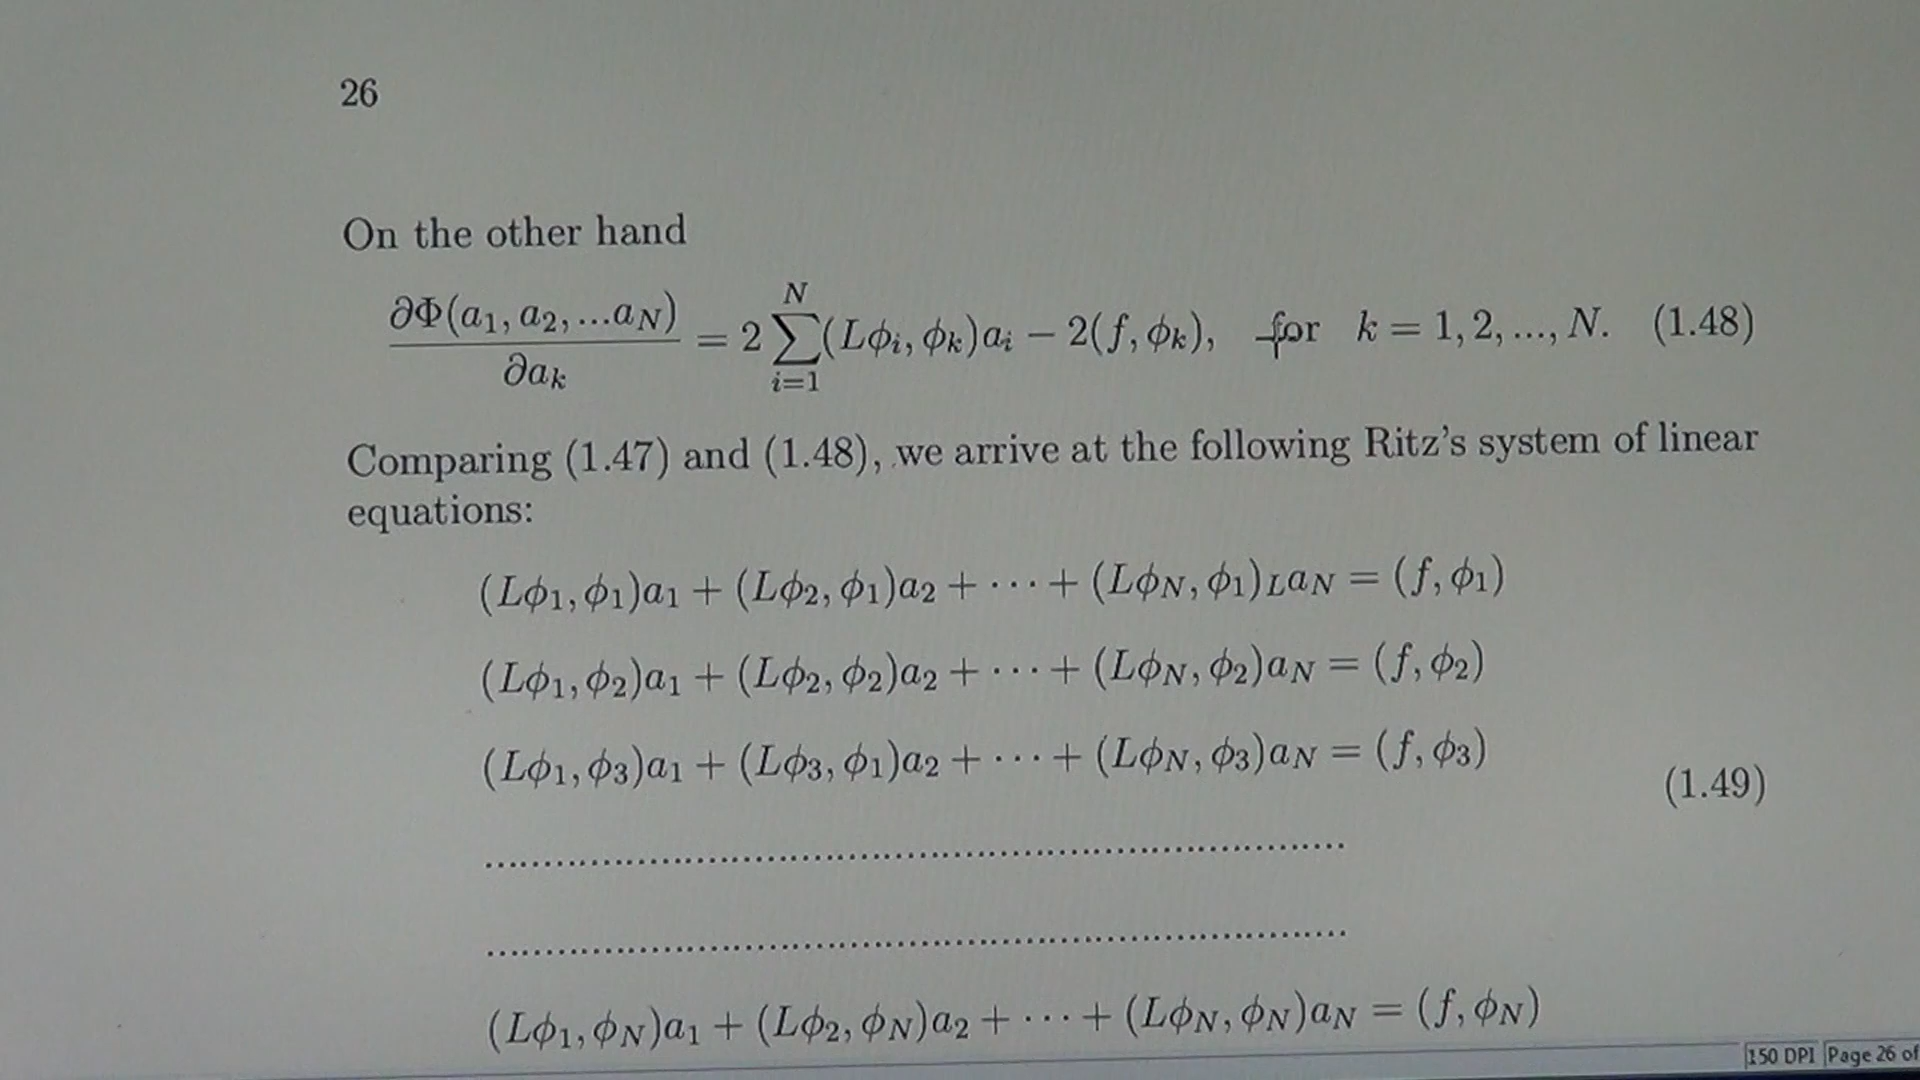 26
On the other hand
∂Φ(a₁, a₂, ...a_N) / ∂a_k = 2 ∑_{i=1}^{N} (Lϕᵢ, ϕ_k)aᵢ − 2(f, ϕ_k), for k = 1, 2, ..., N. (1.48)
Comparing (1.47) and (1.48), we arrive at the following Ritz's system of linear
equations:
(Lϕ₁, ϕ₁)a₁ + (Lϕ₂, ϕ₁)a₂ + ··· + (Lϕ_N, ϕ₁)_L a_N = (f, ϕ₁)
(Lϕ₁, ϕ₂)a₁ + (Lϕ₂, ϕ₂)a₂ + ··· + (Lϕ_N, ϕ₂)a_N = (f, ϕ₂)
(Lϕ₁, ϕ₃)a₁ + (Lϕ₃, ϕ₁)a₂ + ··· + (Lϕ_N, ϕ₃)a_N = (f, ϕ₃)
(1.49)
........................................................................
........................................................................
(Lϕ₁, ϕ_N)a₁ + (Lϕ₂, ϕ_N)a₂ + ··· + (Lϕ_N, ϕ_N)a_N = (f, ϕ_N)
150 DPI Page 26 of